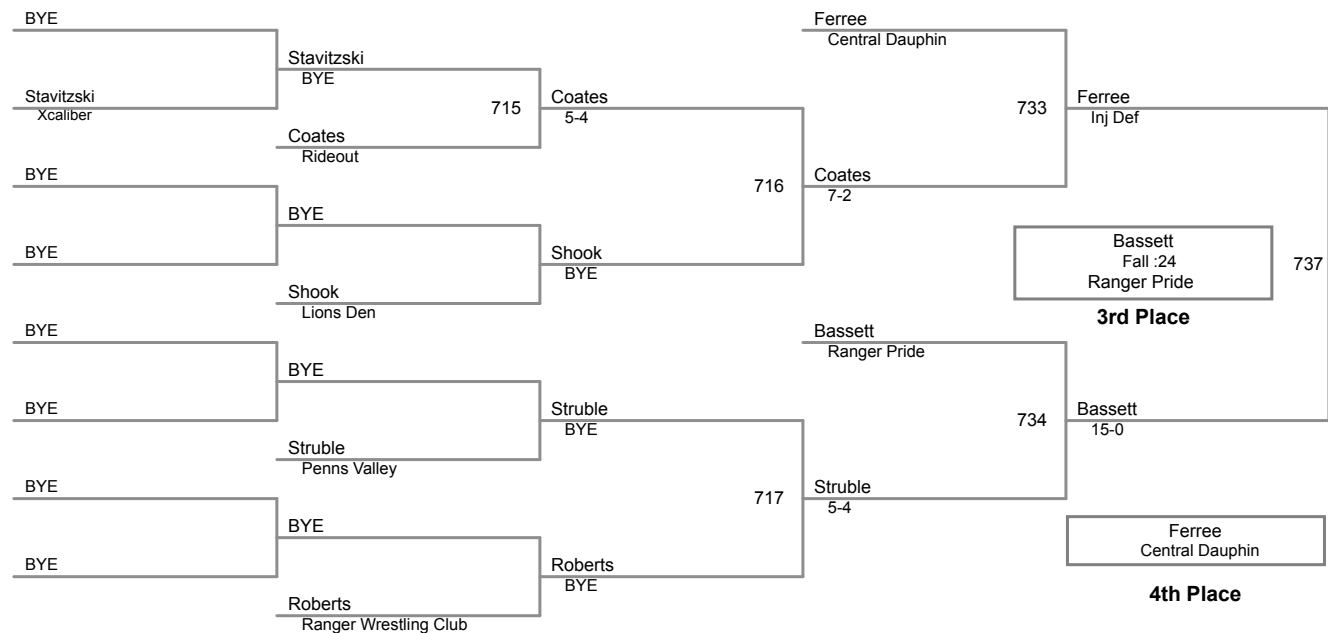 BYE
Stavitzski
BYE
Stavitzski
Xcaliber
715
Coates
5-4
Coates
Rideout
BYE
BYE
BYE
Shook
BYE
Shook
Lions Den
716
Coates
7-2
Ferree
Central Dauphin
733
Ferree
Inj Def
BYE
BYE
BYE
Struble
BYE
Struble
Penns Valley
BYE
BYE
BYE
Roberts
BYE
Roberts
Ranger Wrestling Club
717
Struble
5-4
Bassett
Ranger Pride
734
Bassett
15-0
Bassett
Fall :24
Ranger Pride
737
3rd Place
Ferree
Central Dauphin
4th Place